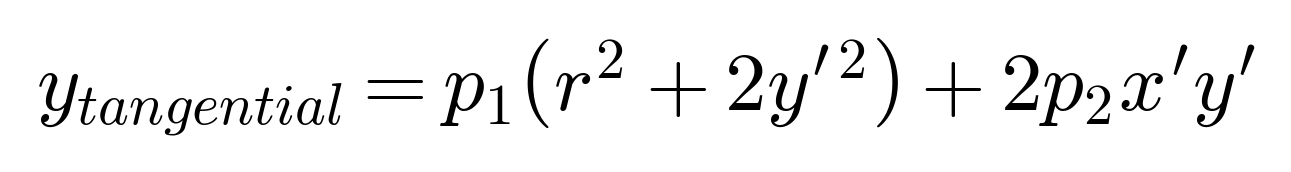 y_{tangential} = p_1(r^2 + 2y'^2) + 2p_2x'y'